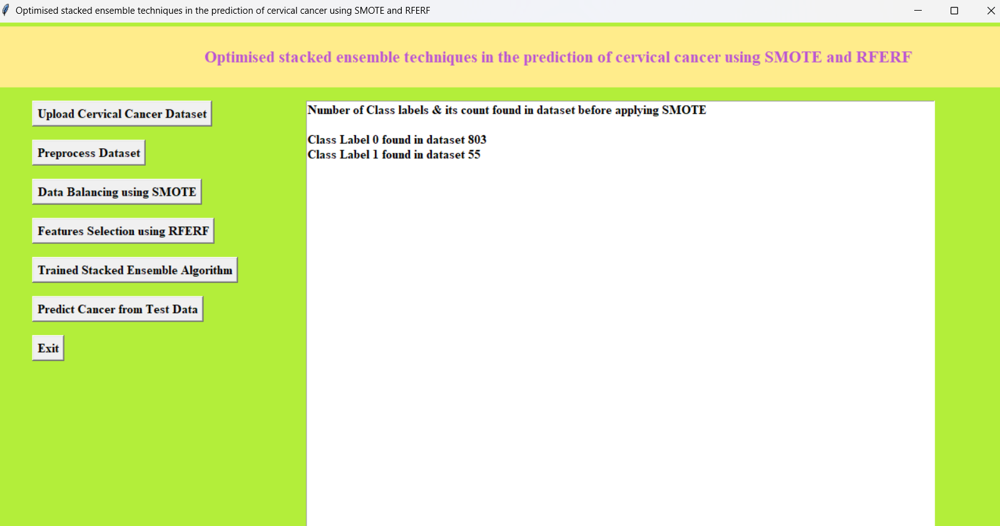 Optimised stacked ensemble techniques in the prediction of cervical cancer using SMOTE and RFERF
Optimised stacked ensemble techniques in the prediction of cervical cancer using SMOTE and RFERF
Upload Cervical Cancer Dataset
Preprocess Dataset
Data Balancing using SMOTE
Features Selection using RFERF
Trained Stacked Ensemble Algorithm
Predict Cancer from Test Data
Exit
Number of Class labels & its count found in dataset before applying SMOTE
Class Label 0 found in dataset 803
Class Label 1 found in dataset 55